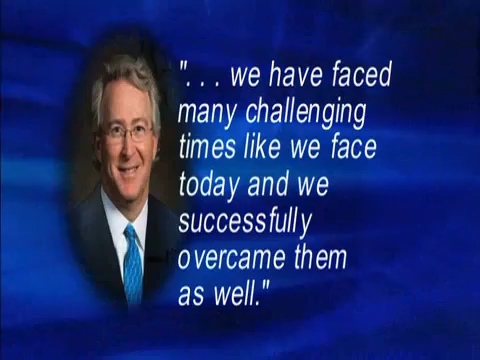 ". . . we have faced
many challenging
times like we face
today and we
successfully
overcame them
as well."